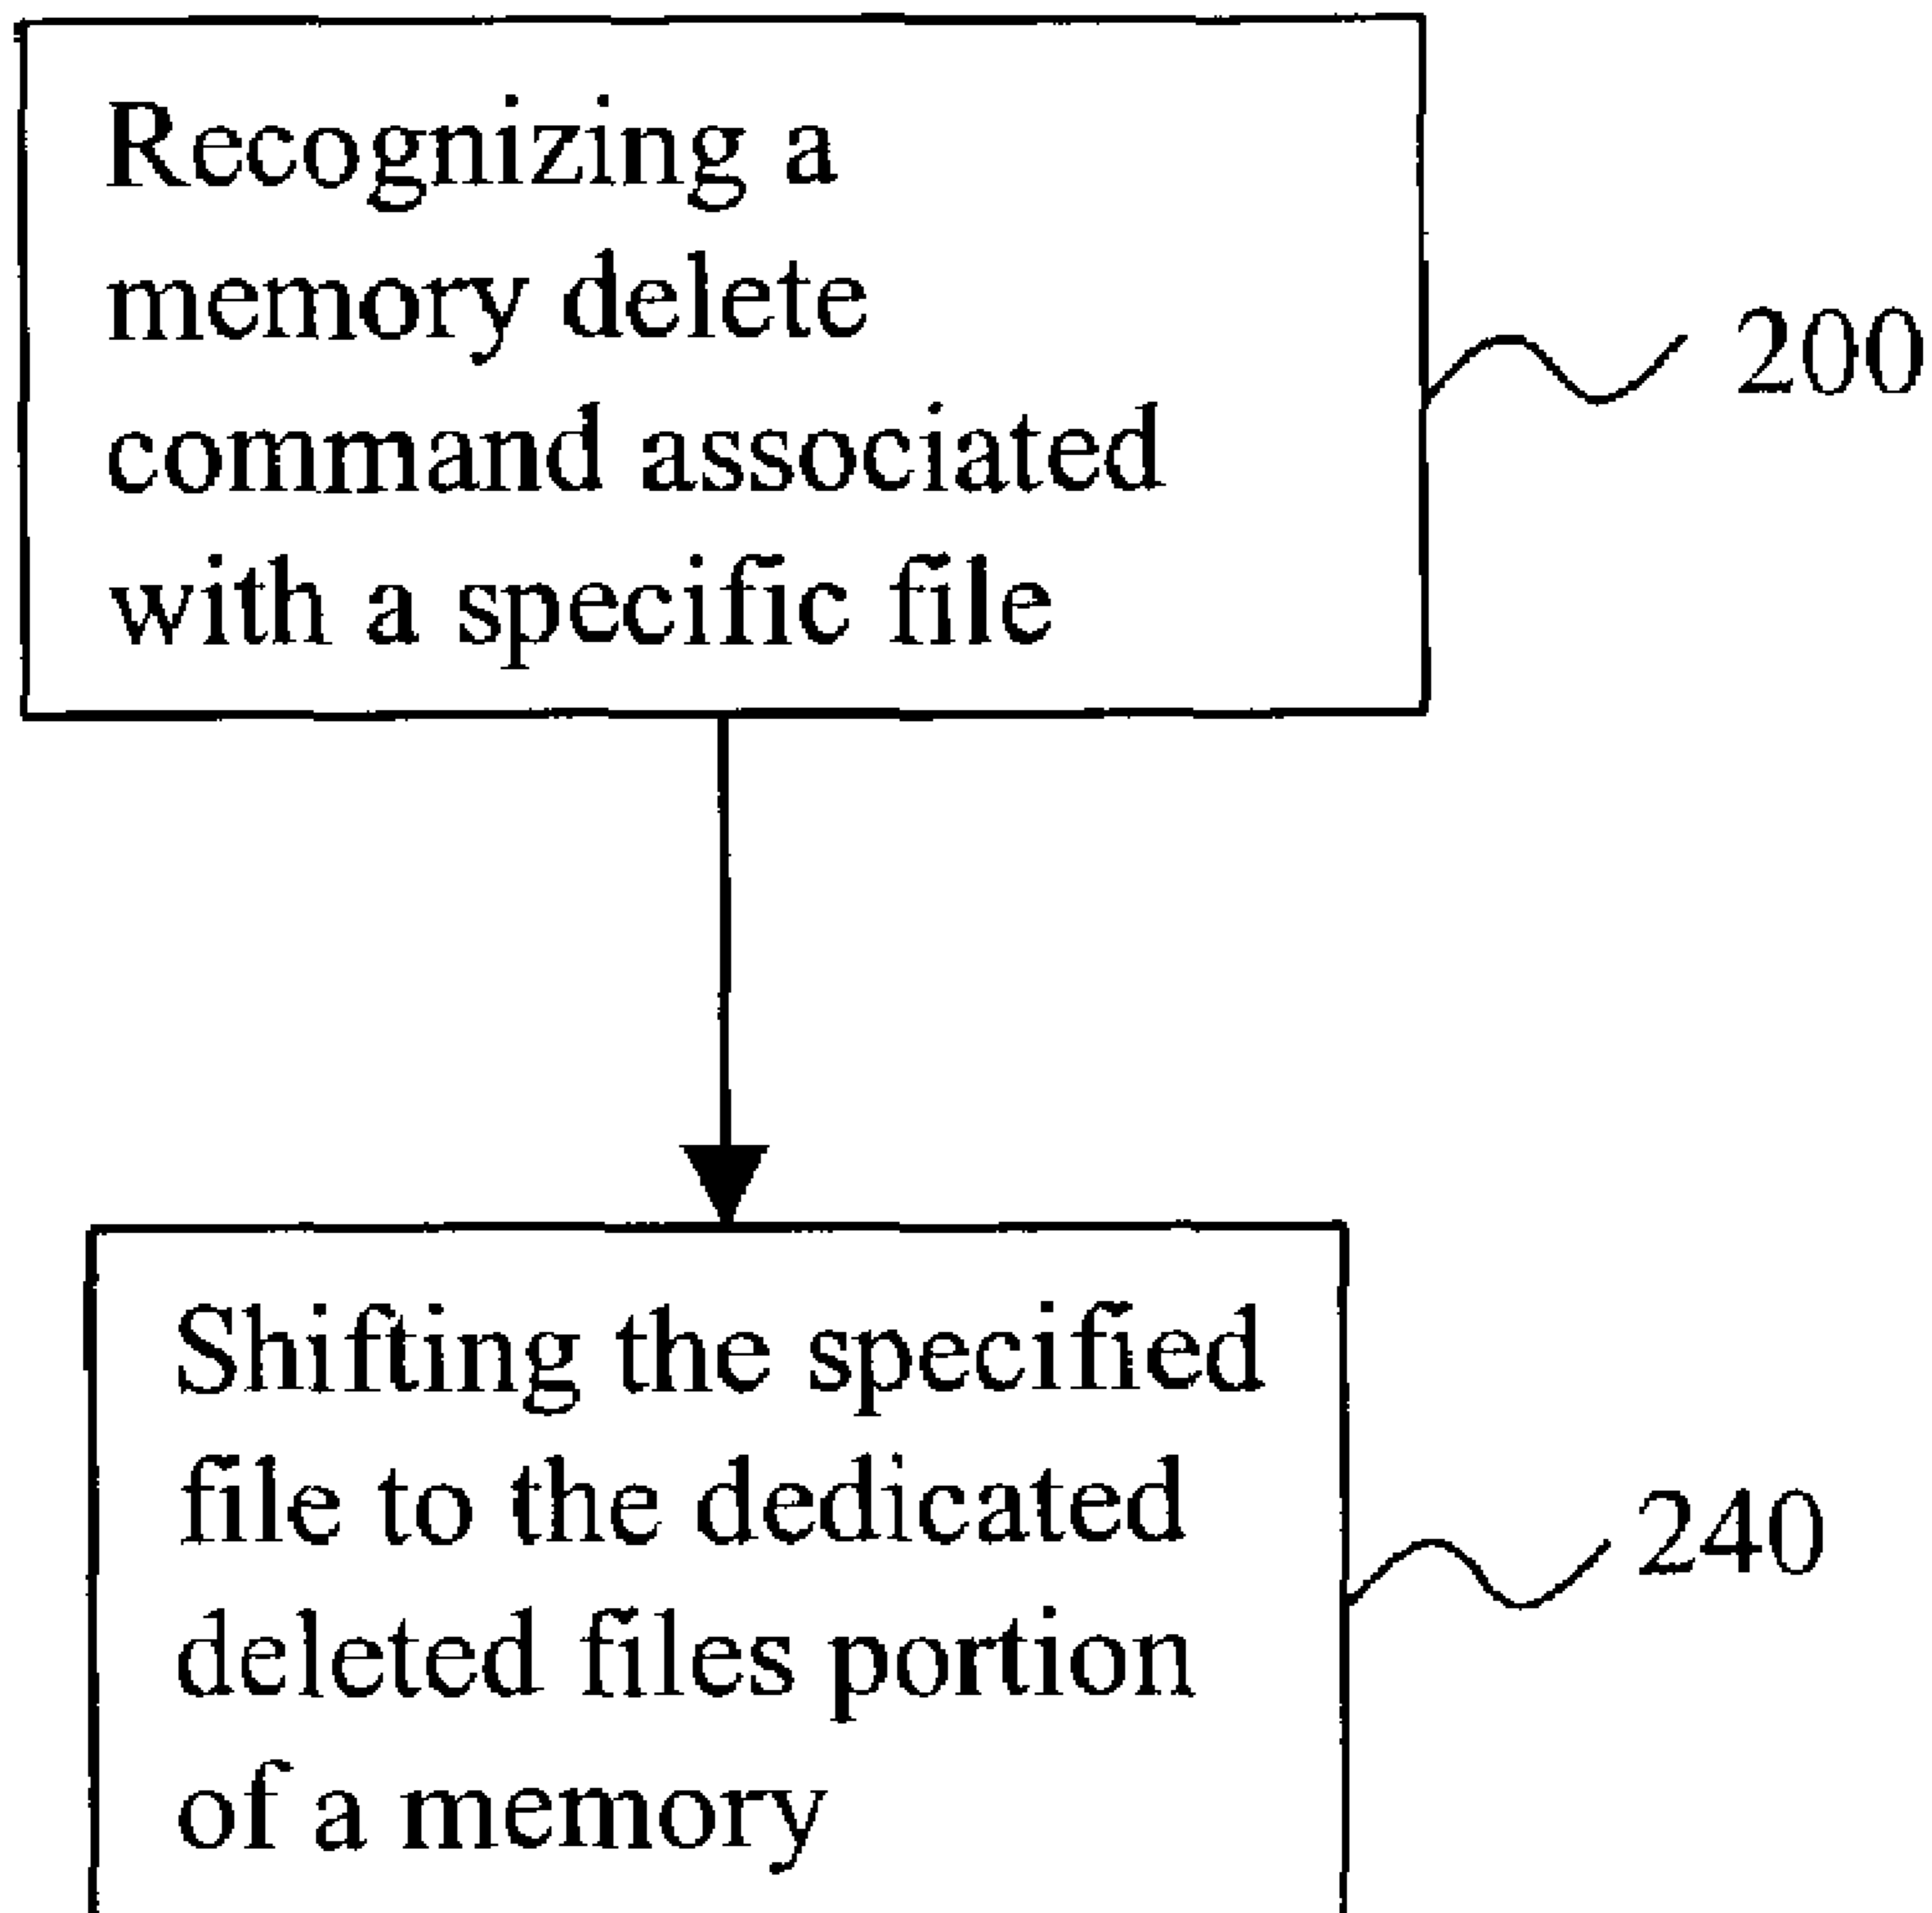 Recognizing a
memory delete
command associated
with a specific file
200
Shifting the specified
file to the dedicated
deleted files portion
of a memory
240